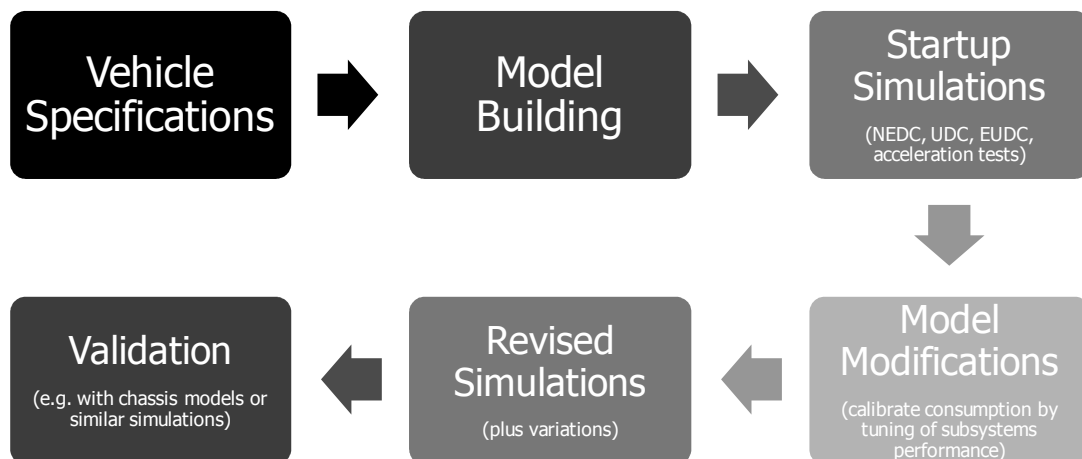 Vehicle
Specifications
Model
Building
Startup
Simulations
(NEDC, UDC, EUDC,
acceleration tests)
Validation
(e.g. with chassis models or
similar simulations)
Revised
Simulations
(plus variations)
Model
Modifications
(calibrate consumption by
tuning of subsystems
performance)